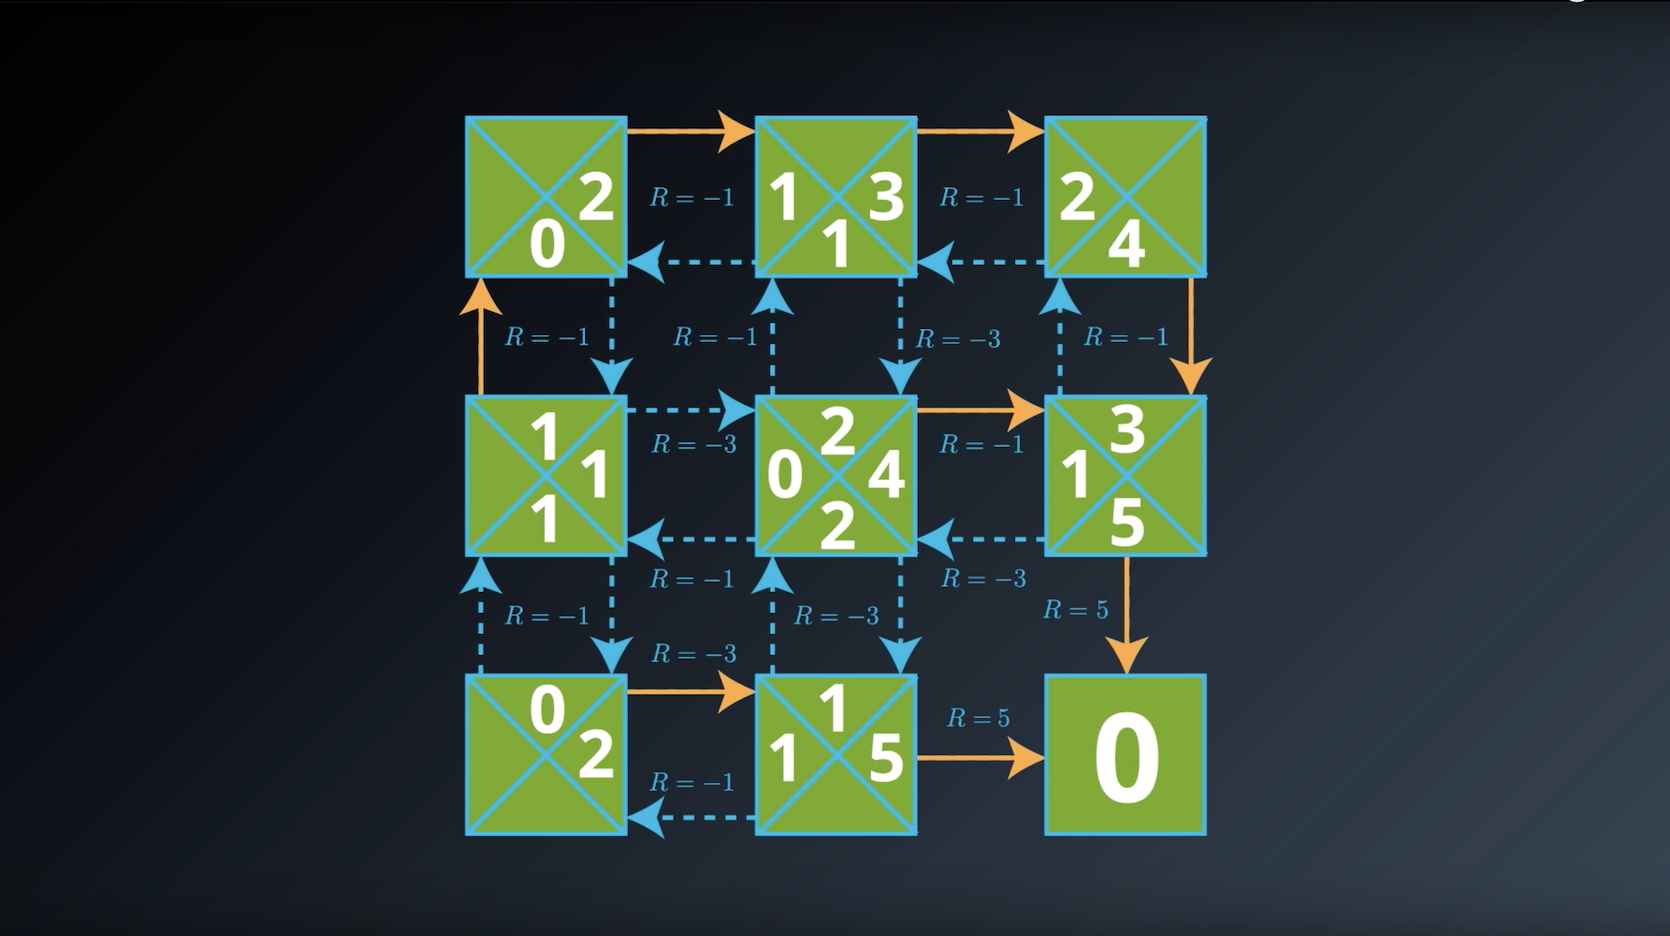 2 1 3 2
0 1 4
R = −1 R = −1
R = −1 R = −1 R = −3 R = −1
1 2 3
1 0 4 1
1 2 5
R = −3 R = −1
R = −1 R = −3
R = −1 R = −3 R = 5
R = −3
0 1
2 1 5 0
R = 5
R = −1